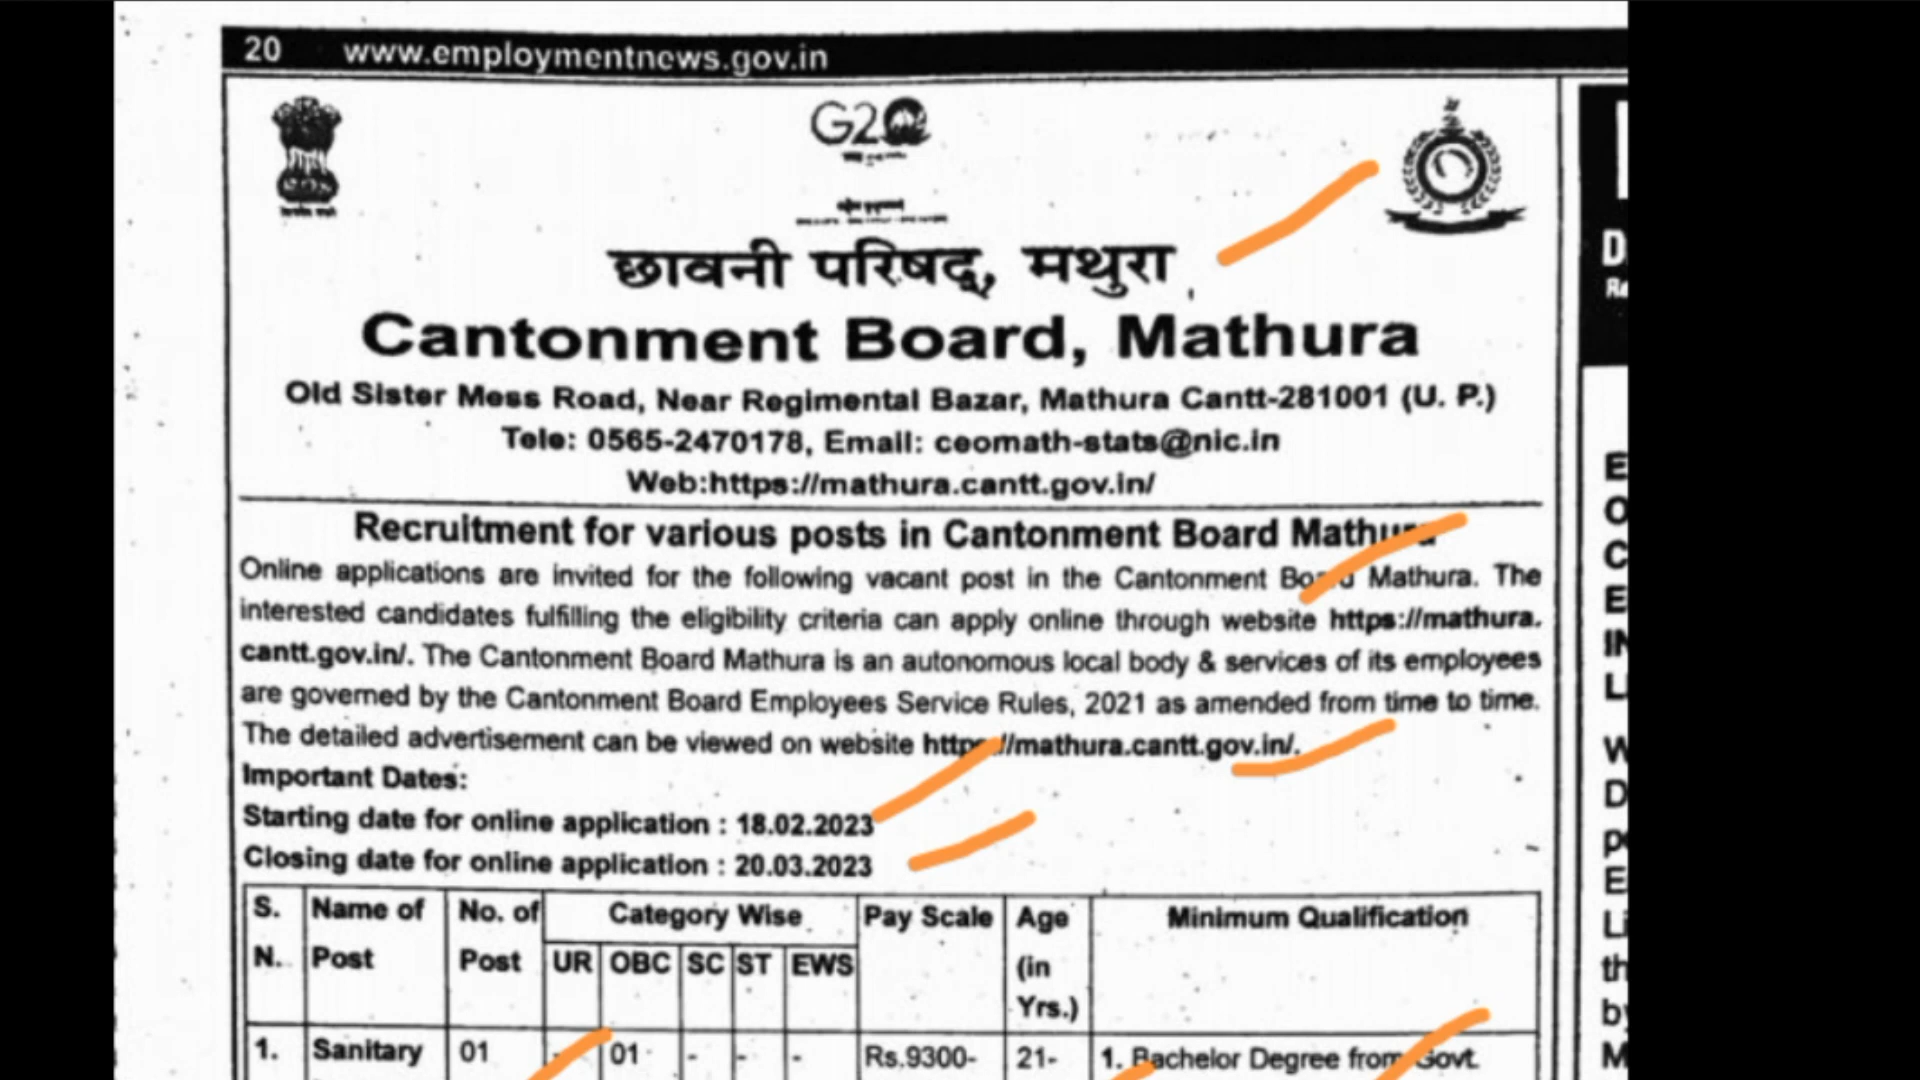 20 www.employmentnews.gov.in
G20
छावनी परिषद्, मथुरा
Cantonment Board, Mathura
Old Sister Mess Road, Near Regimental Bazar, Mathura Cantt-281001 (U. P.)
Tele: 0565-2470178, Email: ceomath-stats@nic.in
Web:https://mathura.cantt.gov.in/
Recruitment for various posts in Cantonment Board Mathura
Online applications are invited for the following vacant post in the Cantonment Board Mathura. The
interested candidates fulfilling the eligibility criteria can apply online through website https://mathura.
cantt.gov.in/. The Cantonment Board Mathura is an autonomous local body & services of its employees
are governed by the Cantonment Board Employees Service Rules, 2021 as amended from time to time.
The detailed advertisement can be viewed on website https://mathura.cantt.gov.in/.
Important Dates:
Starting date for online application : 18.02.2023
Closing date for online application : 20.03.2023
S. Name of No. of Category Wise Pay Scale Age Minimum Qualification
N. Post Post UR OBC SC ST EWS (in
Yrs.)
1. Sanitary 01 - 01 - - - Rs.9300- 21- 1. Bachelor Degree from Govt.